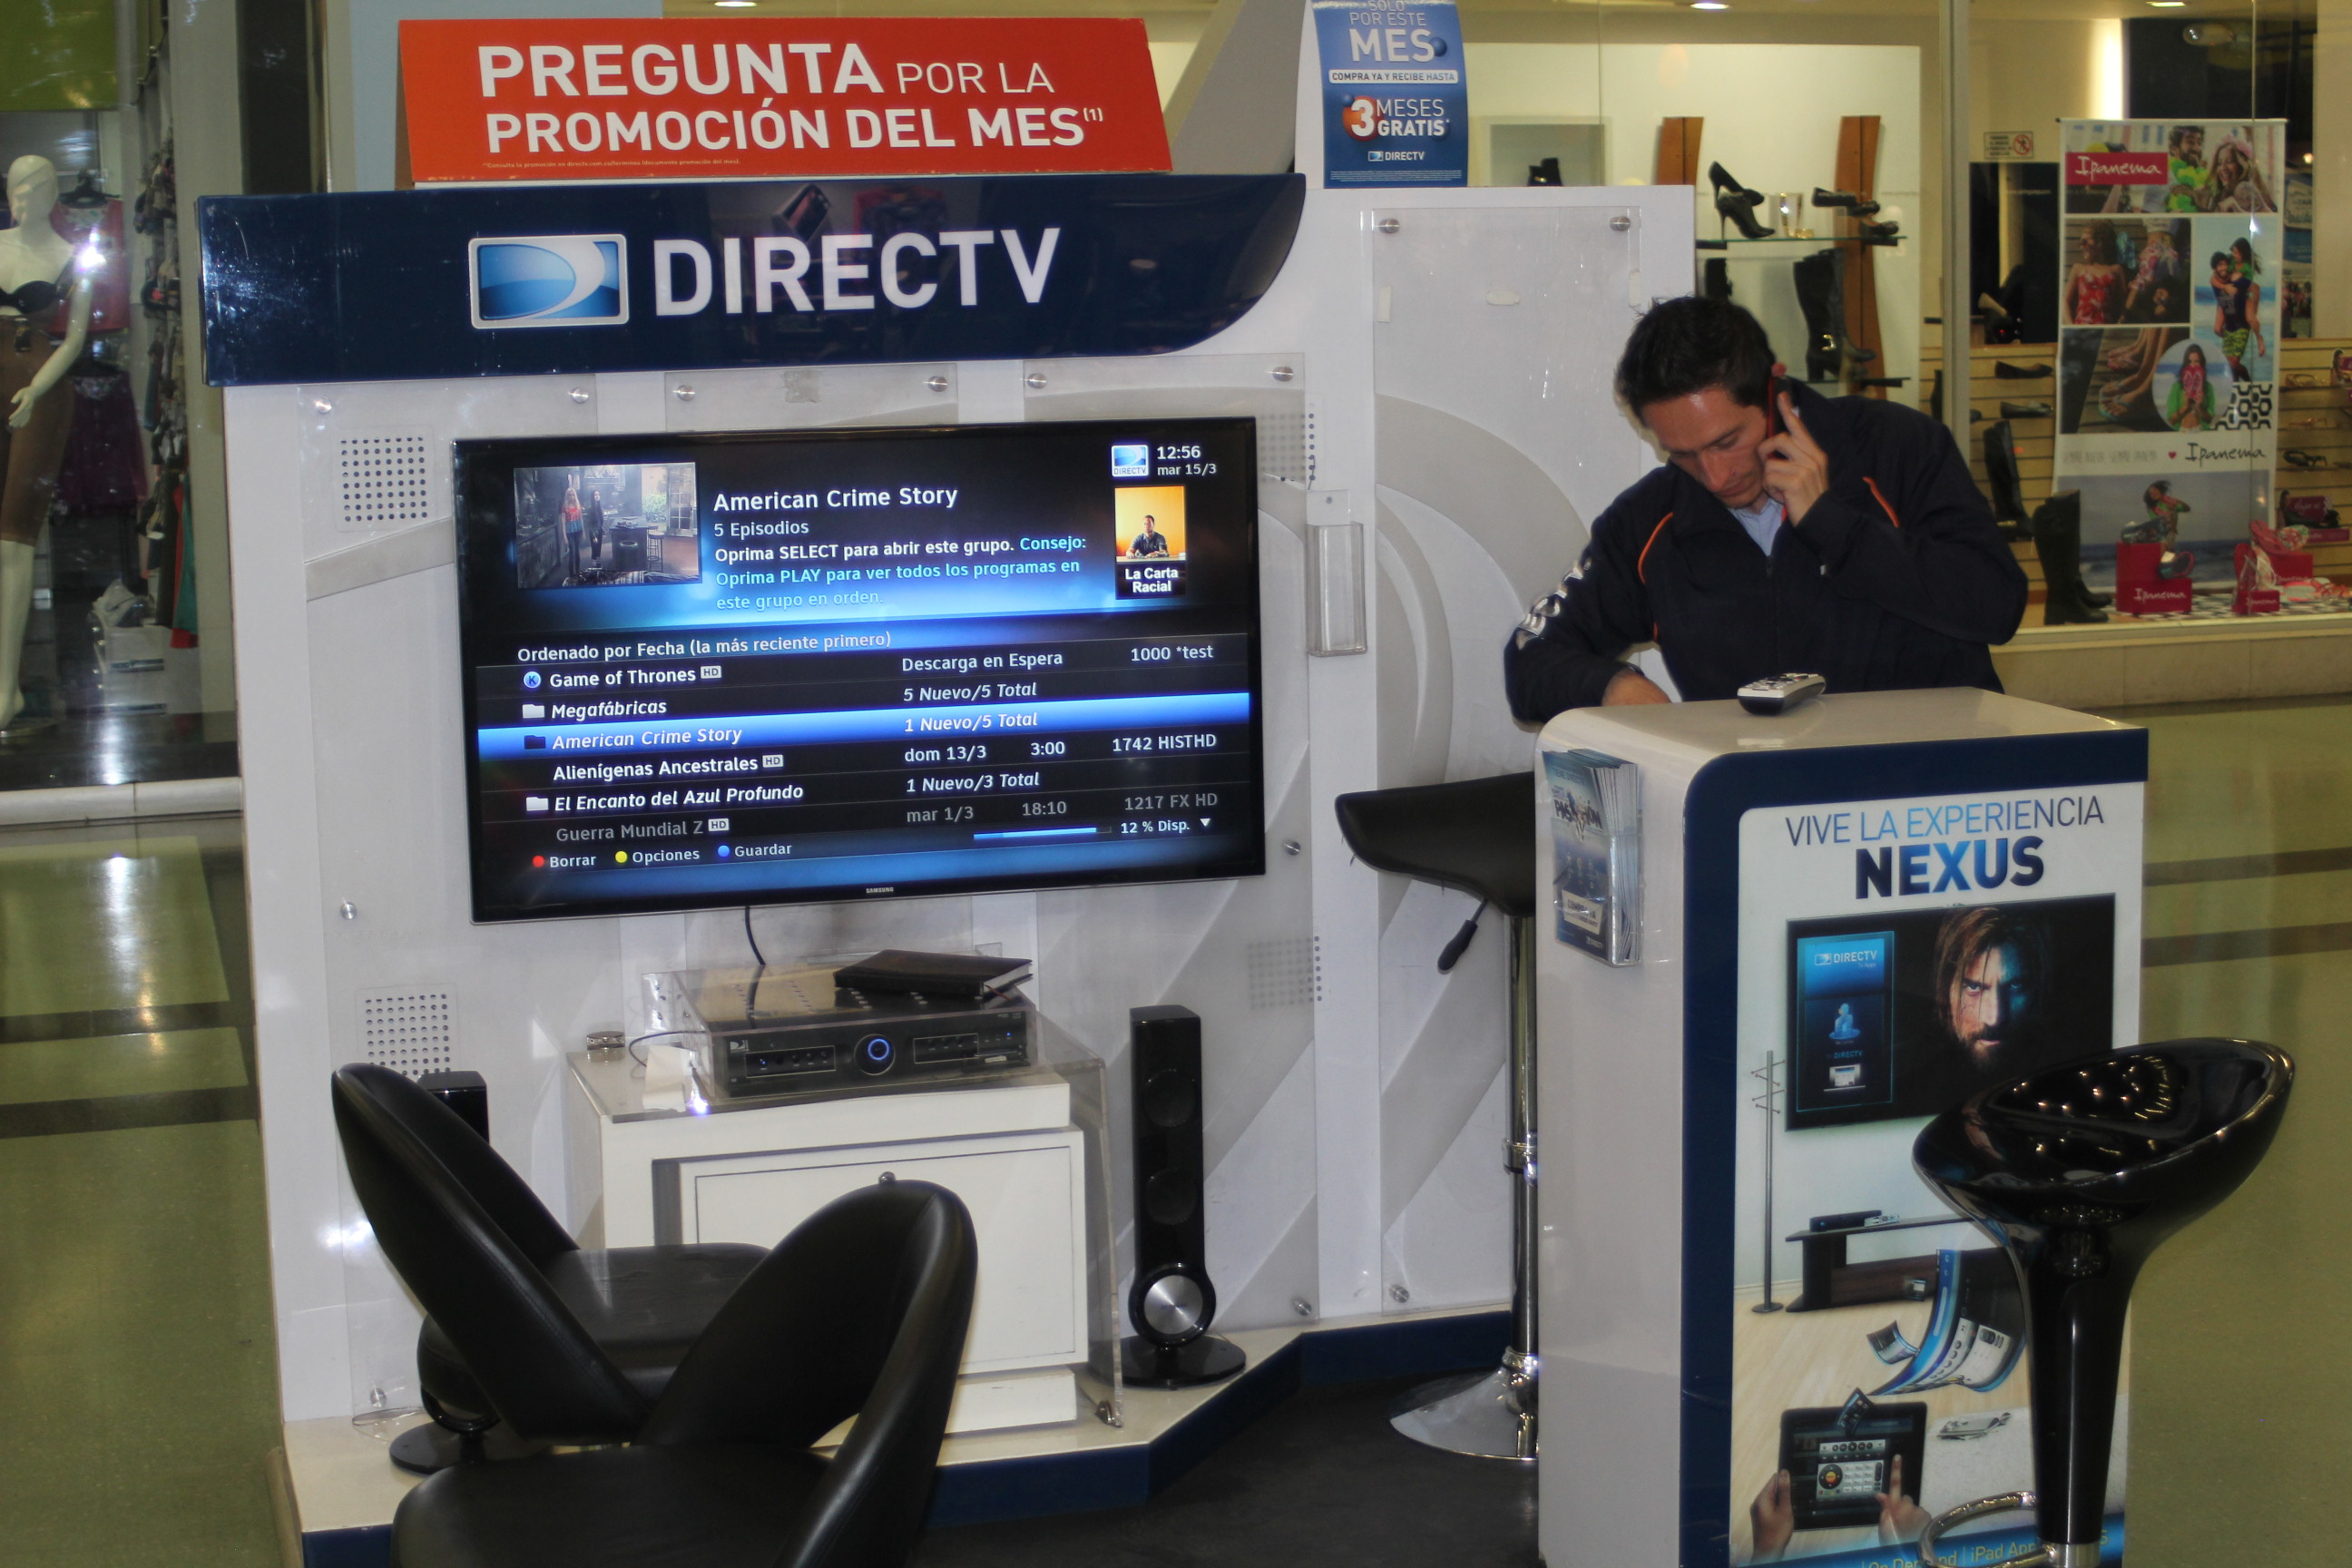 PREGUNTA POR LA
PROMOCIÓN DEL MES(1)
SOLO
POR ESTE
MES
COMPRA YA Y RECIBE HASTA
3 MESES
GRATIS*
DIRECTV
DIRECTV
12:56
mar 15/3
DIRECTV
American Crime Story
5 Episodios
Oprima SELECT para abrir este grupo. Consejo:
Oprima PLAY para ver todos los programas en
este grupo en orden.
La Carta
Racial
Ordenado por Fecha (la más reciente primero)
K Game of Thrones HD Descarga en Espera 1000 *test
Megafábricas 5 Nuevo/5 Total
American Crime Story 1 Nuevo/5 Total
Alienígenas Ancestrales HD dom 13/3 3:00 1742 HISTHD
El Encanto del Azul Profundo 1 Nuevo/3 Total
Guerra Mundial Z HD mar 1/3 18:10 1217 FX HD
12 % Disp.
Borrar Opciones Guardar
SAMSUNG
VIVE LA EXPERIENCIA
NEXUS
DIRECTV
DIRECTV
Ipanema
Ipanema
Ipanema
Ipanema